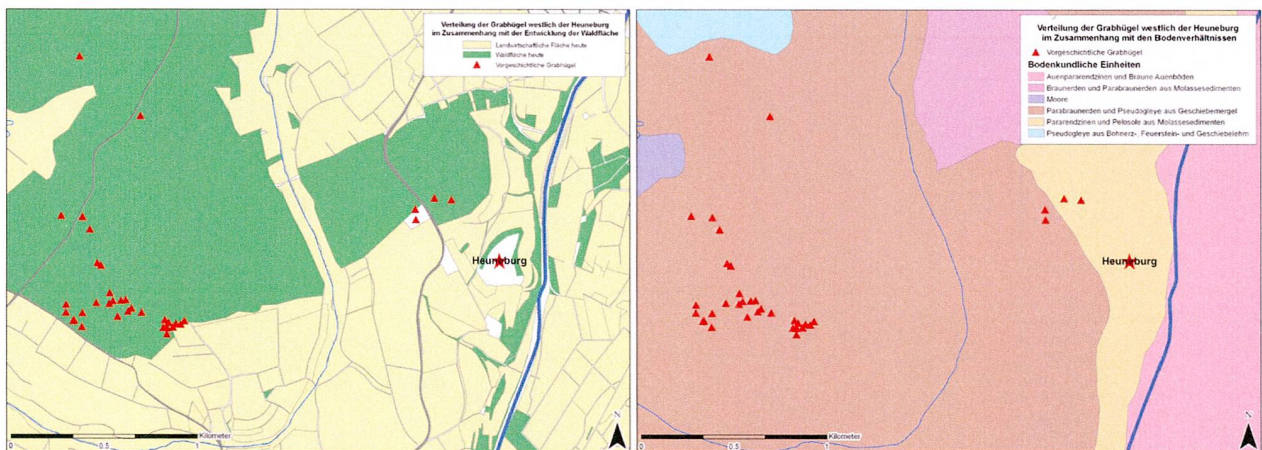 Verteilung der Grabhügel westlich der Heuneburg
im Zusammenhang mit der Entwicklung der Waldfläche
Landwirtschaftliche Fläche heute
Waldfläche heute
Vorgeschichtliche Grabhügel
Heuneburg
N
0 0.5 1
Kilometer
Verteilung der Grabhügel westlich der Heuneburg
im Zusammenhang mit den Bodenverhältnissen
Vorgeschichtliche Grabhügel
Bodenkundliche Einheiten
Auenpararendzinen und Braune Auenböden
Braunerden und Parabraunerden aus Molassesedimenten
Moore
Parabraunerden und Pseudogleye aus Geschiebemergel
Pararendzinen und Pelosole aus Molassesedimenten
Pseudogleye aus Bohnerz-, Feuerstein- und Geschiebelehm
Heuneburg
N
0 0.5 1
Kilometer